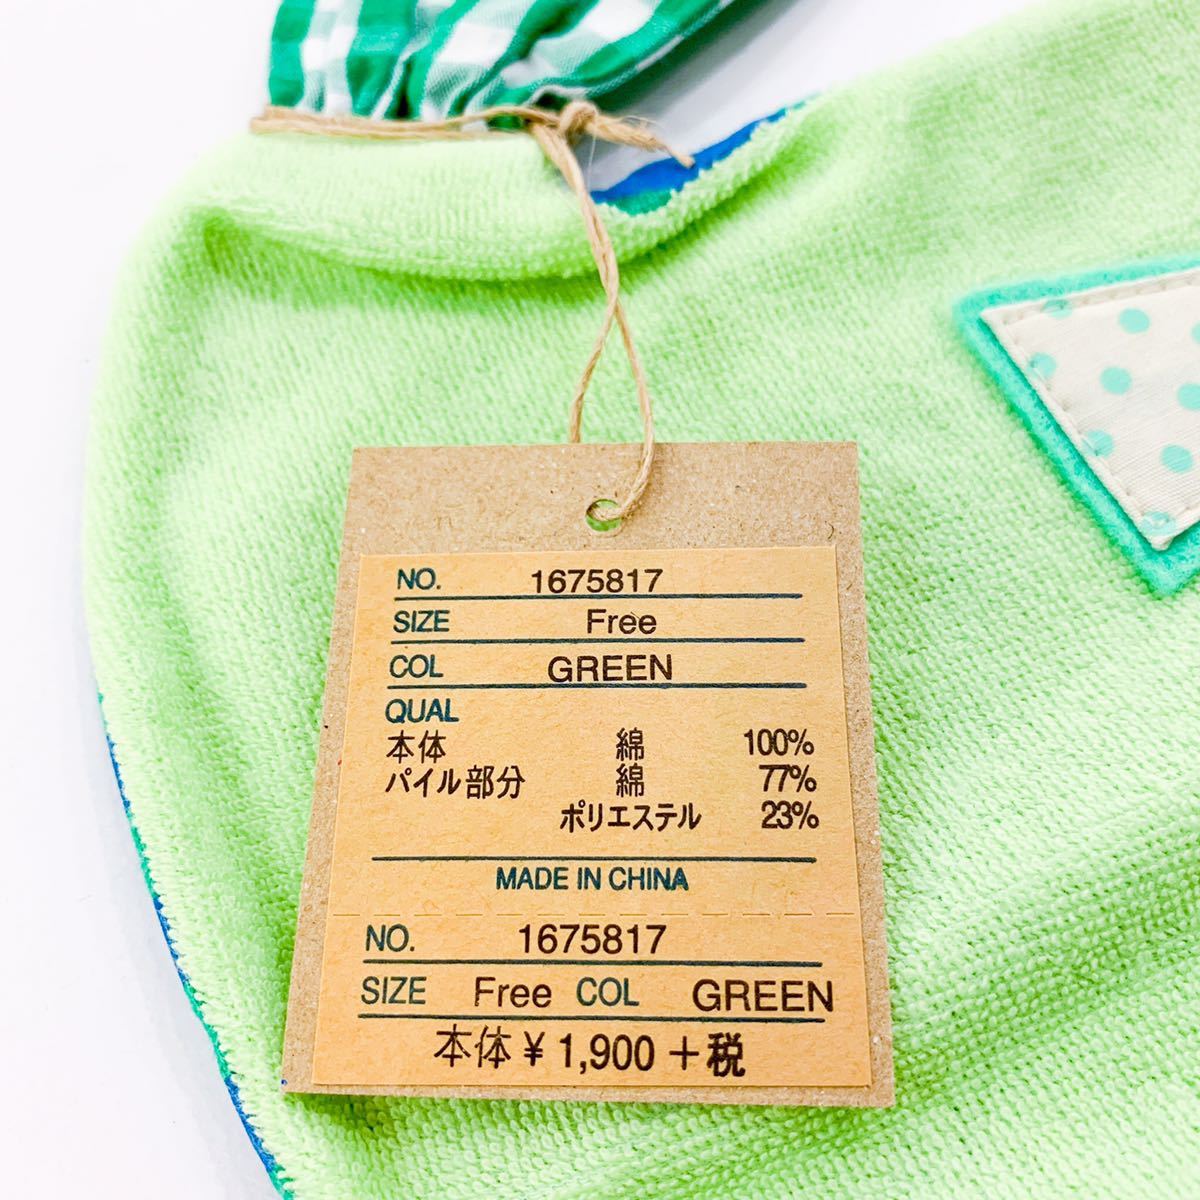 NO. 1675817
SIZE Free
COL GREEN
QUAL
本体 綿 100%
パイル部分 綿 77%
ポリエステル 23%
MADE IN CHINA
NO. 1675817
SIZE Free COL GREEN
本体 ¥ 1,900 +税